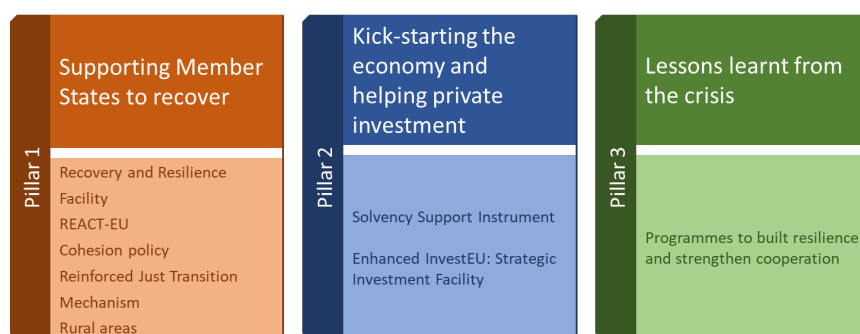 Pillar 1
Supporting Member
States to recover
Recovery and Resilience
Facility
REACT-EU
Cohesion policy
Reinforced Just Transition
Mechanism
Rural areas
Pillar 2
Kick-starting the
economy and
helping private
investment
Solvency Support Instrument
Enhanced InvestEU: Strategic
Investment Facility
Pillar 3
Lessons learnt from
the crisis
Programmes to built resilience
and strengthen cooperation